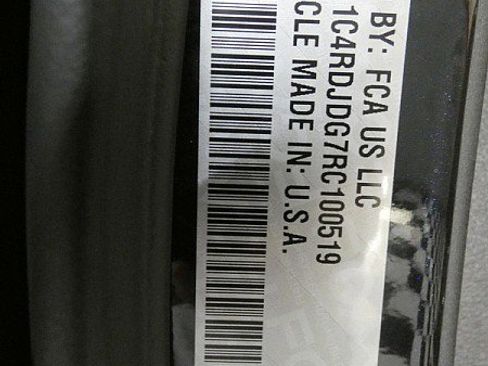 BY: FCA US LLC
1C4RDJDG7RC100519
CLE MADE IN: U.S.A.